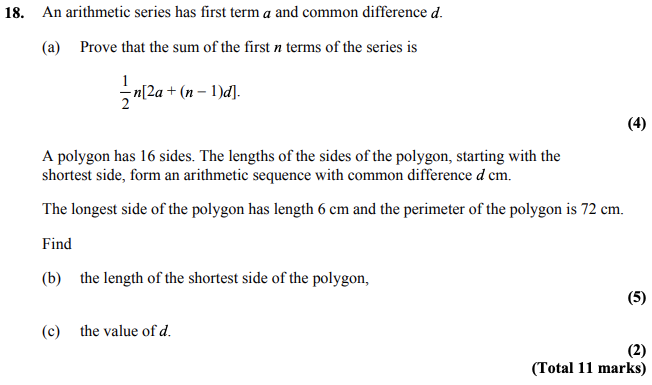 18. An arithmetic series has first term a and common difference d.
(a) Prove that the sum of the first n terms of the series is
1/2 n[2a + (n – 1)d].
(4)
A polygon has 16 sides. The lengths of the sides of the polygon, starting with the
shortest side, form an arithmetic sequence with common difference d cm.
The longest side of the polygon has length 6 cm and the perimeter of the polygon is 72 cm.
Find
(b) the length of the shortest side of the polygon,
(5)
(c) the value of d.
(2)
(Total 11 marks)